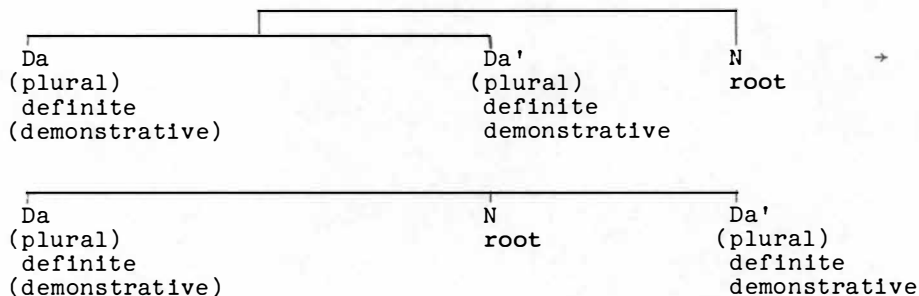 Da Da' N →
(plural) (plural) root
definite definite
(demonstrative) demonstrative
Da N Da'
(plural) root (plural)
definite definite
(demonstrative) demonstrative